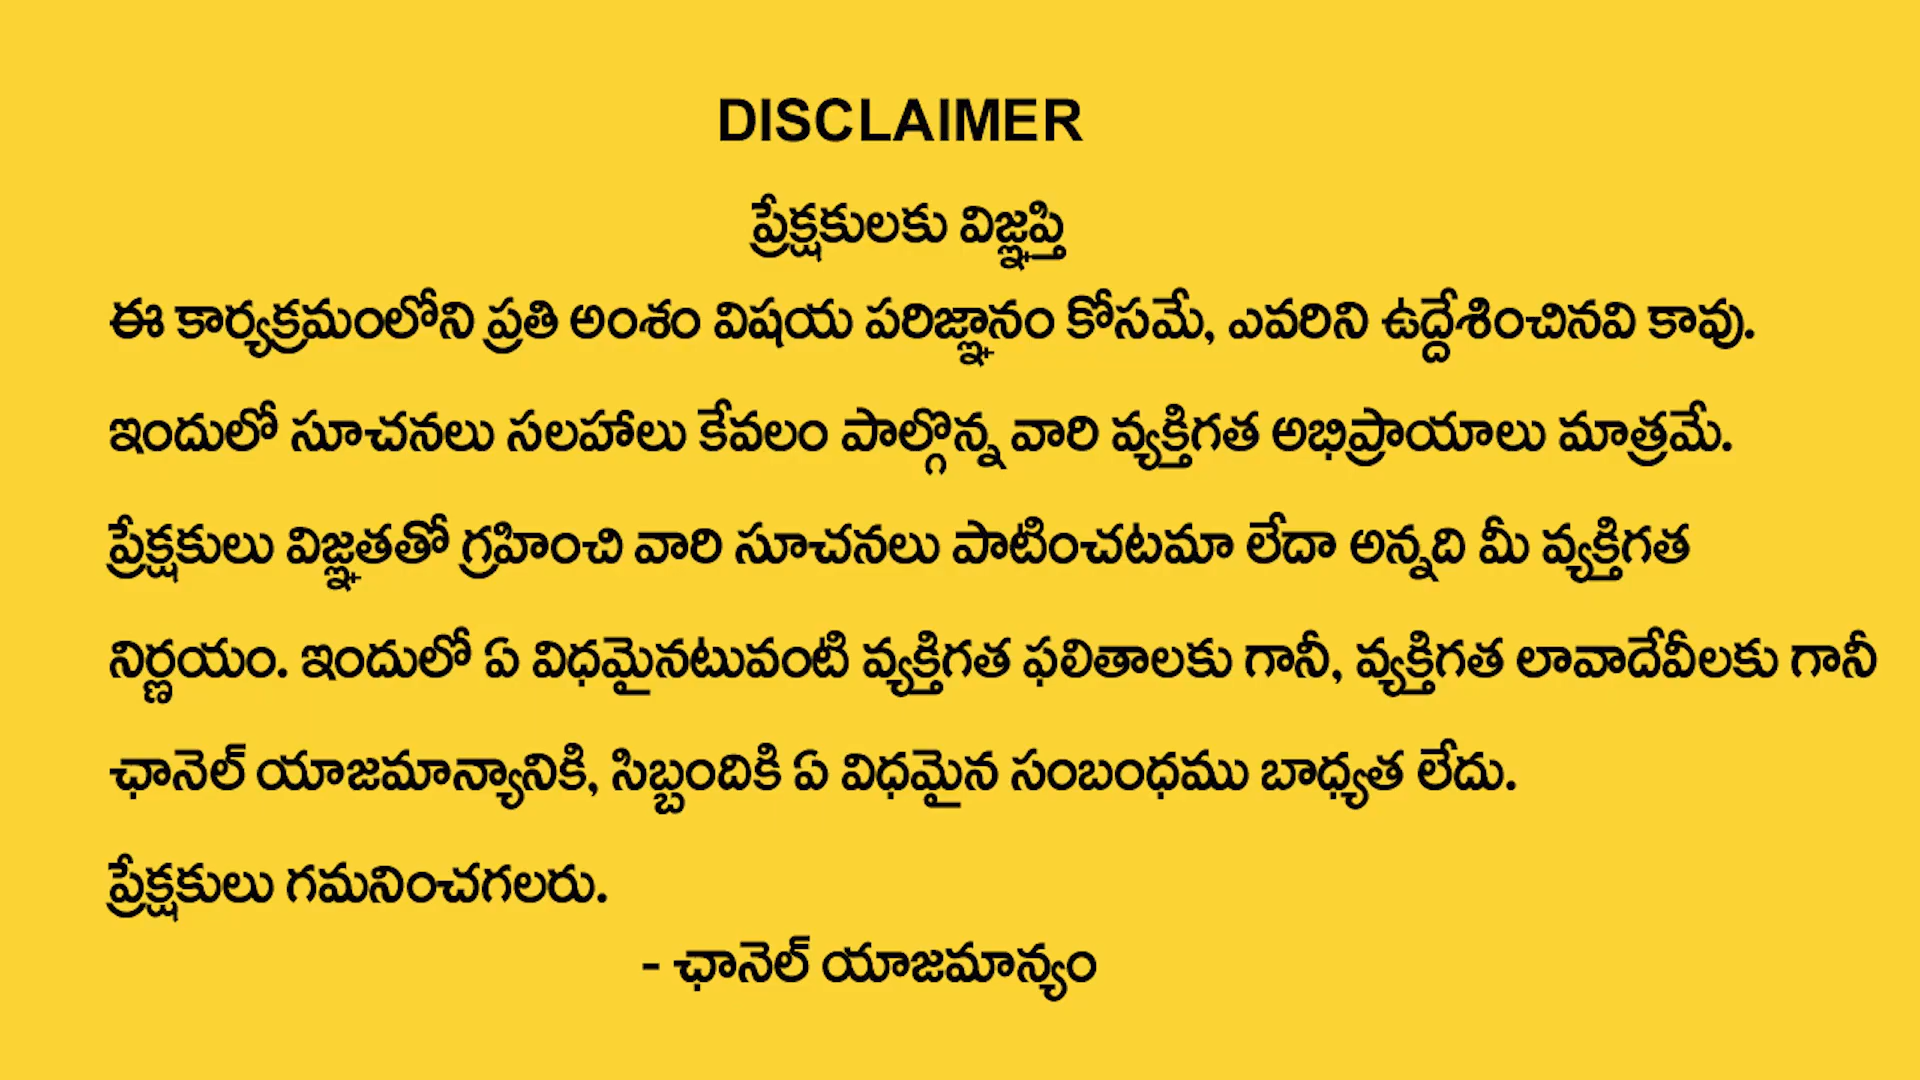 DISCLAIMER
ప్రేక్షకులకు విజ్ఞప్తి
ఈ కార్యక్రమంలోని ప్రతి అంశం విషయ పరిజ్ఞానం కోసమే, ఎవరిని ఉద్దేశించినవి కావు.
ఇందులో సూచనలు సలహాలు కేవలం పాల్గొన్న వారి వ్యక్తిగత అభిప్రాయాలు మాత్రమే.
ప్రేక్షకులు విజ్ఞతతో గ్రహించి వారి సూచనలు పాటించటమా లేదా అన్నది మీ వ్యక్తిగత
నిర్ణయం. ఇందులో ఏ విధమైనటువంటి వ్యక్తిగత ఫలితాలకు గానీ, వ్యక్తిగత లావాదేవీలకు గానీ
ఛానెల్ యాజమాన్యానికి, సిబ్బందికి ఏ విధమైన సంబంధము బాధ్యత లేదు.
ప్రేక్షకులు గమనించగలరు.
- ఛానెల్ యాజమాన్యం